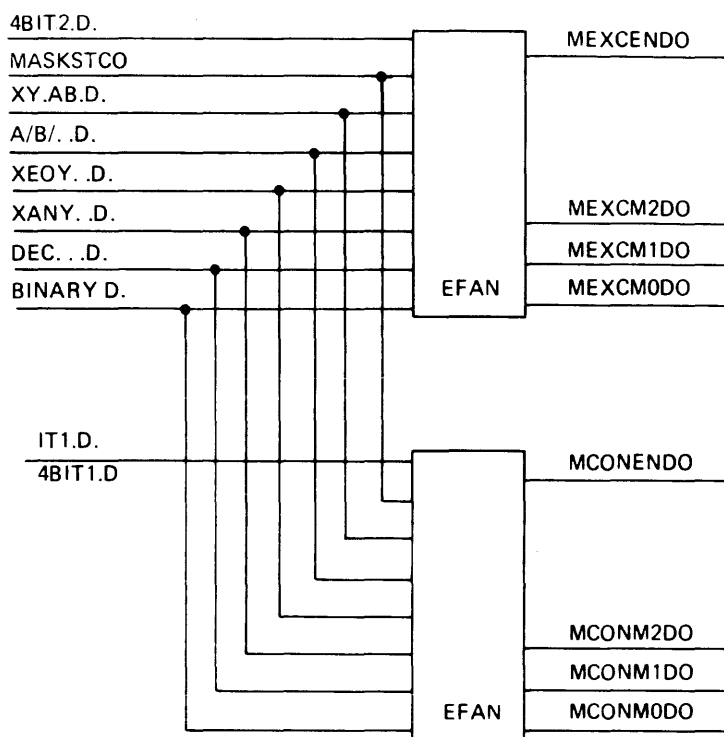 4BIT2.D.
MASKSTCO
XY.AB.D.
A/B/. .D.
XEOY. .D.
XANY. .D.
DEC. . .D.
BINARY D.
EFAN
MEXCENDO
MEXCM2DO
MEXCM1DO
MEXCM0DO
IT1.D.
4BIT1.D
EFAN
MCONENDO
MCONM2DO
MCONM1DO
MCONM0DO